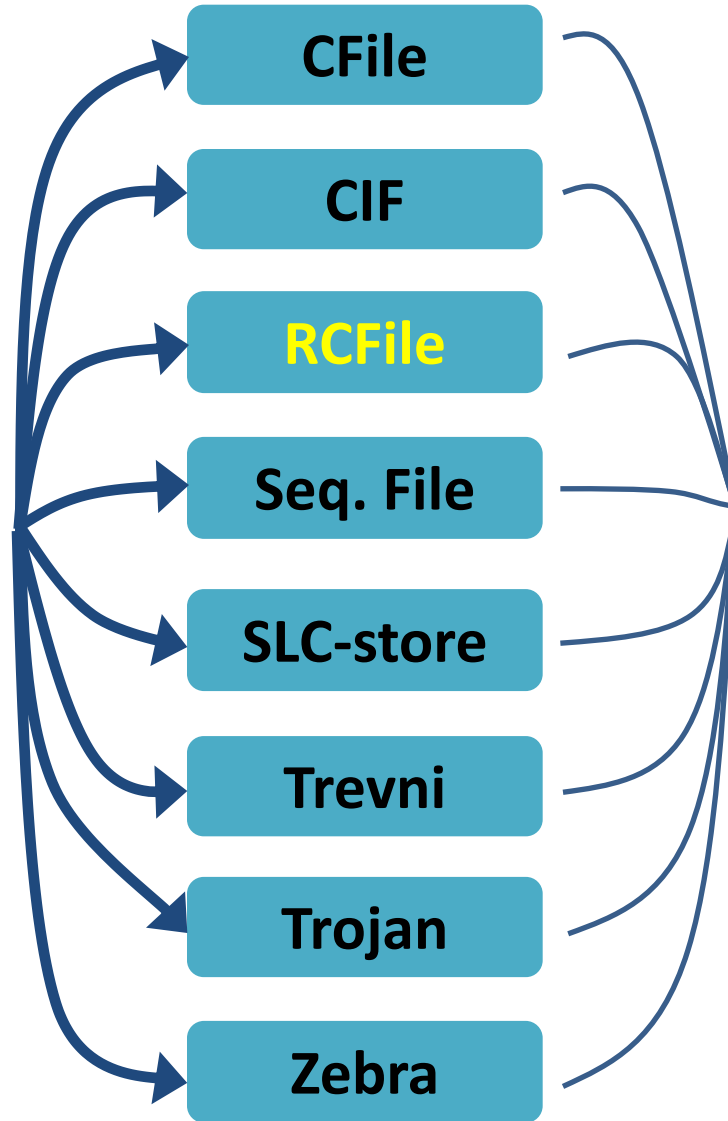 CFile
CIF
RCFile
Seq. File
SLC-store
Trevni
Trojan
Zebra